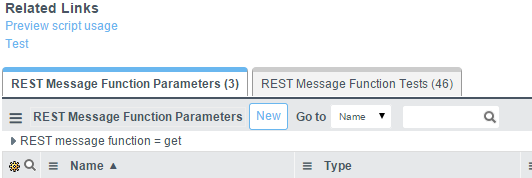 Related Links
Preview script usage
Test
REST Message Function Parameters (3) REST Message Function Tests (46)
REST Message Function Parameters New Go to Name
REST message function = get
Name Type